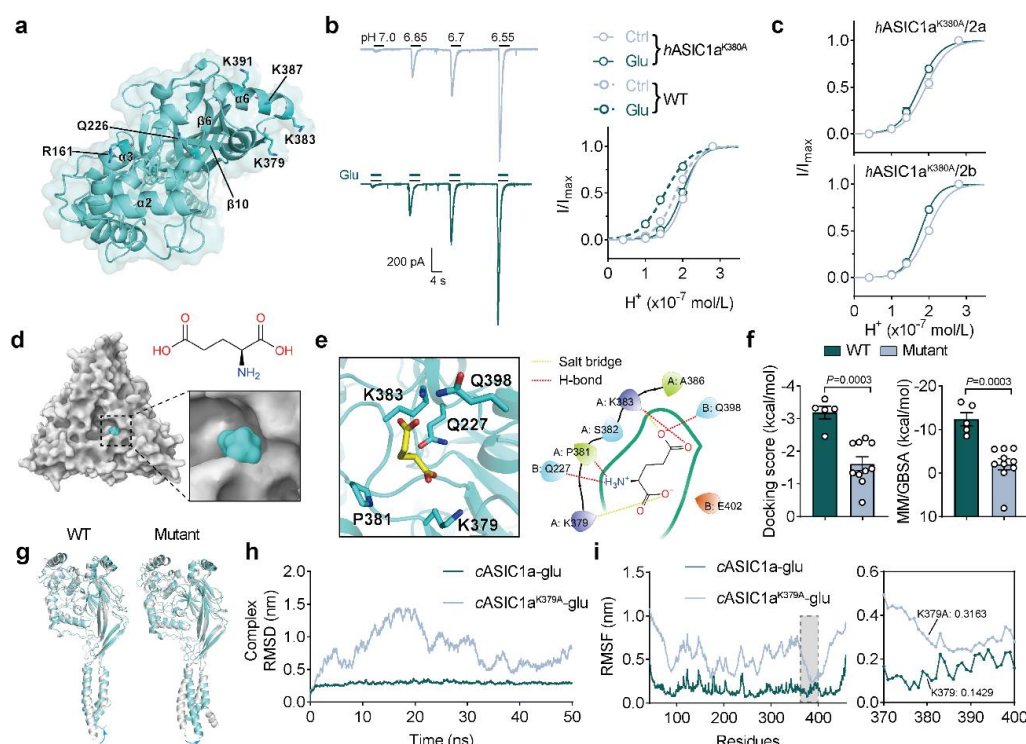 a
K391
K387
α6
Q226
β6
K383
R161
α3
K379
α2
β10
b
pH 7.0 6.85 6.7 6.55
Glu
200 pA
4 s
Ctrl
Glu
hASIC1aK380A
Ctrl
Glu
WT
I/Imax
1.0
0.5
0.0
0 1 2 3
H+ (x10-7 mol/L)
c
hASIC1aK380A/2a
1.0
0.5
0.0
hASIC1aK380A/2b
1.0
0.5
0.0
I/Imax
0 1 2 3
H+ (x10-7 mol/L)
d
O O
HO OH
NH2
e
K383
Q398
Q227
P381
K379
Salt bridge
H-bond
A: A386
A: K383
B: Q398
A: S382
A: P381
B: Q227
A: K379
B: E402
O
O-
H3N+
O
O-
f
WT Mutant
P=0.0003
Docking score (kcal/mol)
-4
-3
-2
-1
0
P=0.0003
MM/GBSA (kcal/mol)
-20
-10
0
10
g
WT Mutant
h
cASIC1a-glu
cASIC1aK379A-glu
Complex
RMSD (nm)
2.0
1.5
1.0
0.5
0.0
0 10 20 30 40 50
Time (ns)
i
cASIC1a-glu
cASIC1aK379A-glu
RMSF (nm)
1.5
1.0
0.5
0.0
100 200 300 400
Residues
0.6
0.4
0.2
0.0
K379A: 0.3163
K379: 0.1429
370 380 390 400